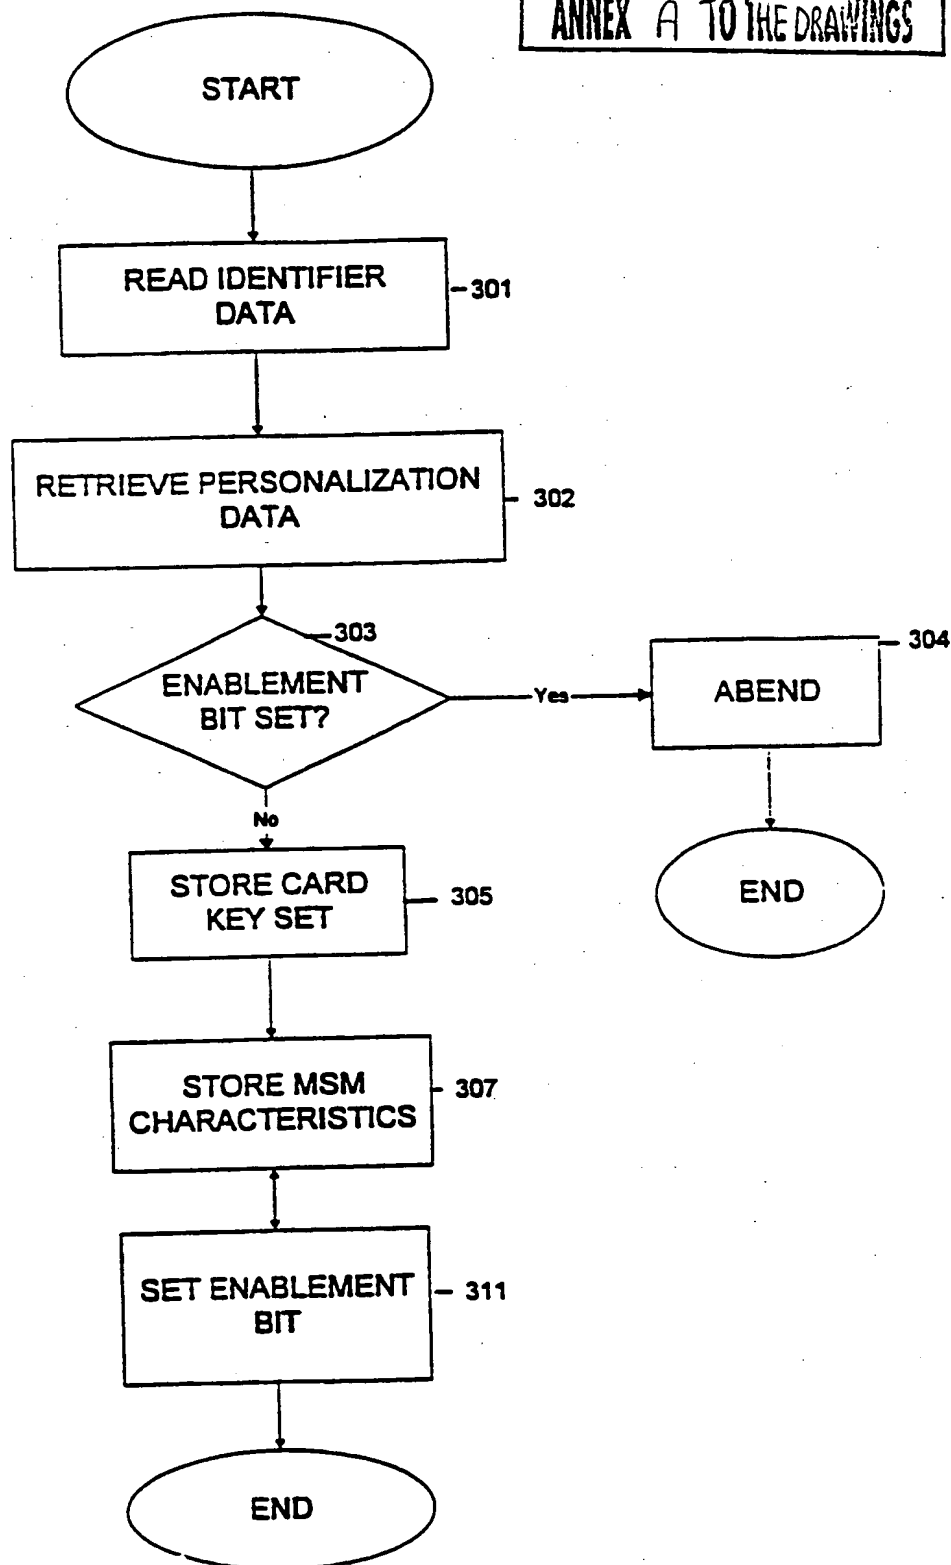 ANNEX A TO THE DRAWINGS
START
READ IDENTIFIER
DATA
301
RETRIEVE PERSONALIZATION
DATA
302
303
ENABLEMENT
BIT SET?
Yes
304
ABEND
No
END
STORE CARD
KEY SET
305
STORE MSM
CHARACTERISTICS
307
SET ENABLEMENT
BIT
311
END